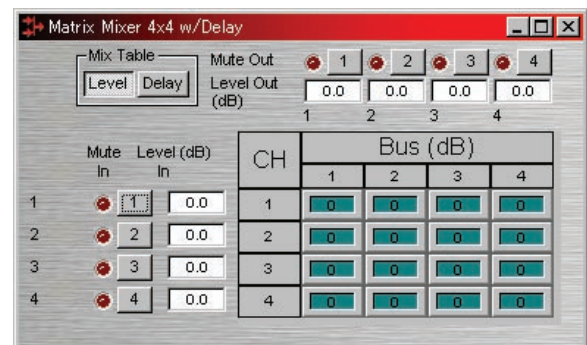 Matrix Mixer 4x4 w/Delay
Mix Table
Level Delay
Mute Out 1 2 3 4
Level Out (dB) 0.0 0.0 0.0 0.0
1 2 3 4
Mute In Level (dB) In
CH Bus (dB)
1 2 3 4
1 1 0.0 1 0 0 0 0
2 2 0.0 2 0 0 0 0
3 3 0.0 3 0 0 0 0
4 4 0.0 4 0 0 0 0